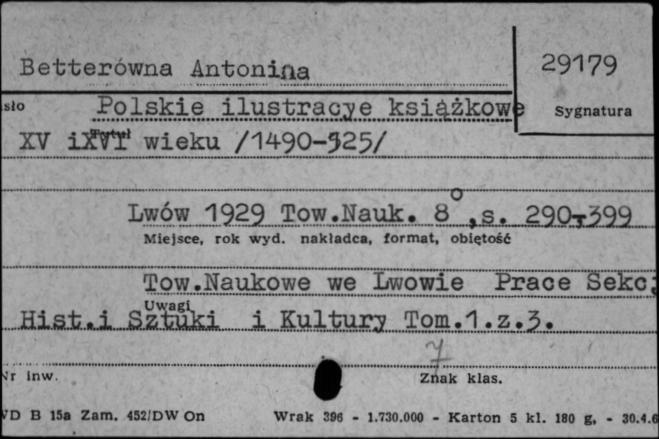 Betterówna Antonina
29179
sło
Polskie ilustracye książkowe
Sygnatura
Tytuł
XV i XVI wieku /1490-525/
Lwów 1929 Tow.Nauk. 8°,s. 290-399
Miejsce, rok wyd. nakładca, format, objętość
Tow.Naukowe we Lwowie Prace Sekc
Uwagi
Hist.i Sztuki i Kultury Tom.1.z.3.
7
Nr inw.
Znak klas.
WD B 15a Zam. 452/DW On Wrak 396 - 1.730.000 - Karton 5 kl. 180 g, - 30.4.6